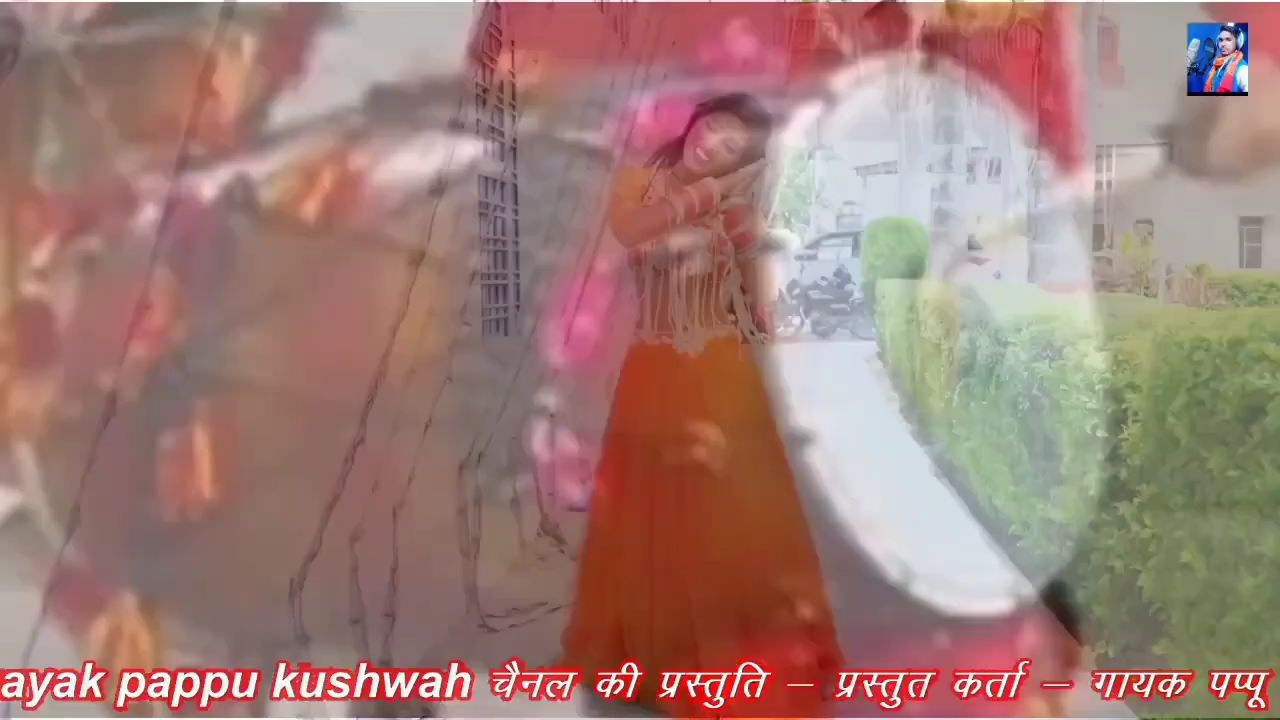 ayak pappu kushwah चैनल की प्रस्तुति – प्रस्तुत कर्ता – गायक पप्पू